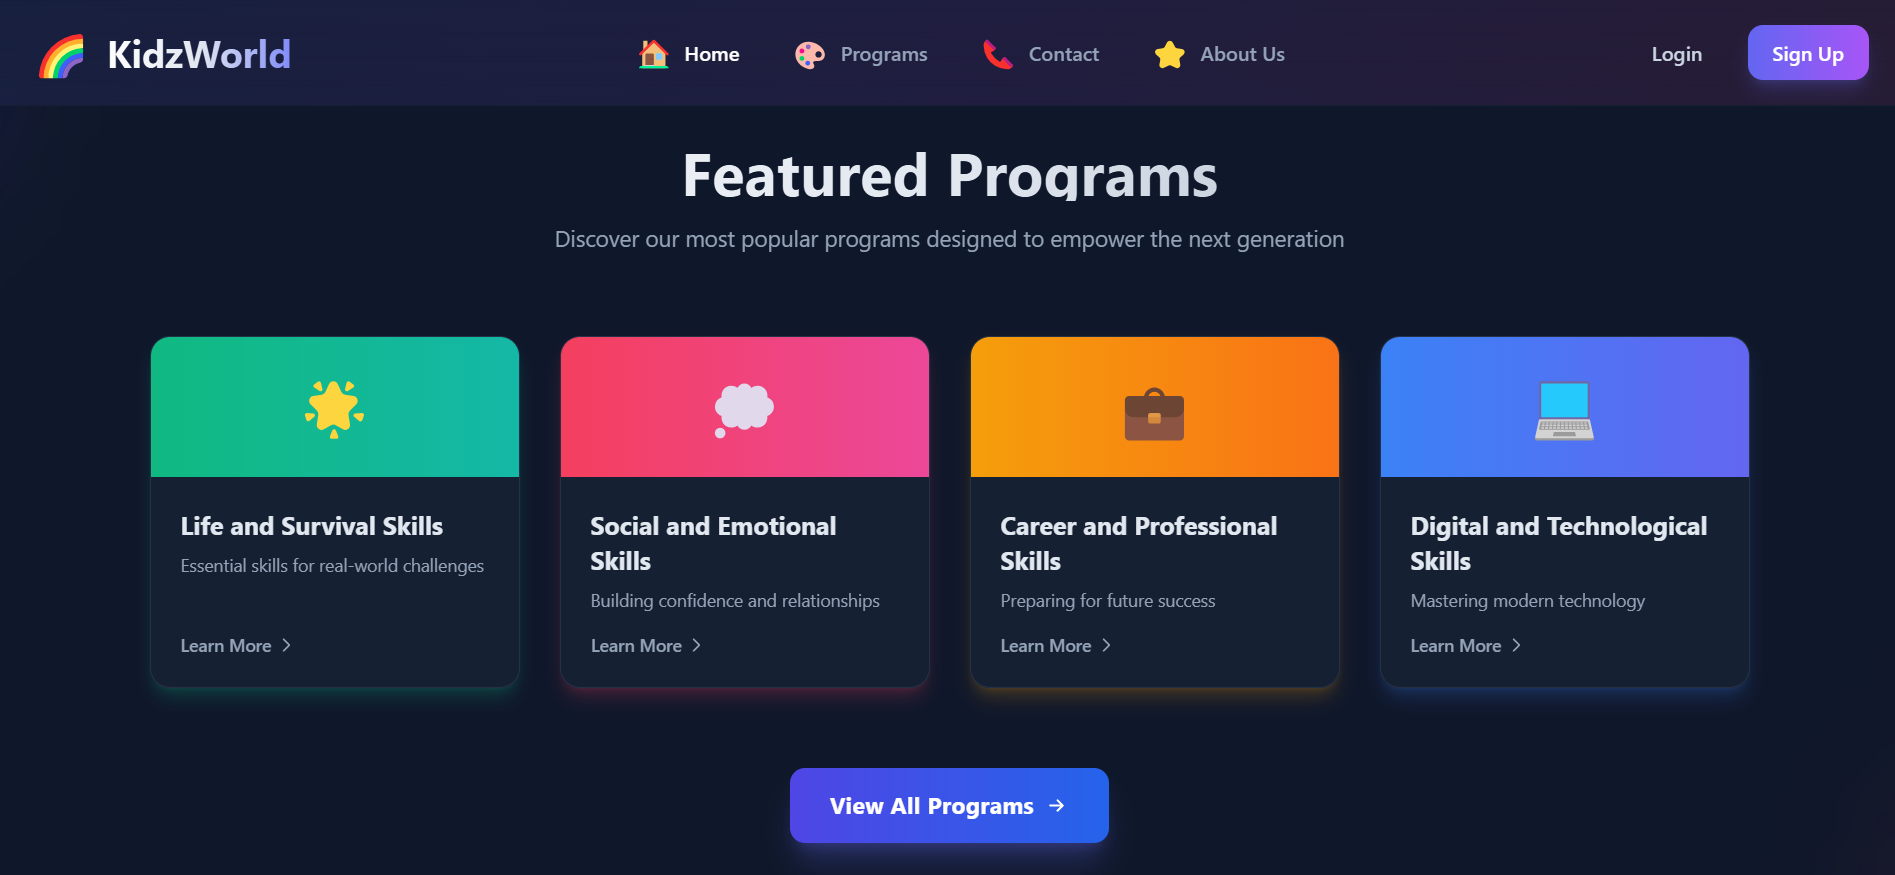 KidzWorld
Home
Programs
Contact
About Us
Login
Sign Up
Featured Programs
Discover our most popular programs designed to empower the next generation
Life and Survival Skills
Essential skills for real-world challenges
Learn More
Social and Emotional
Skills
Building confidence and relationships
Learn More
Career and Professional
Skills
Preparing for future success
Learn More
Digital and Technological
Skills
Mastering modern technology
Learn More
View All Programs